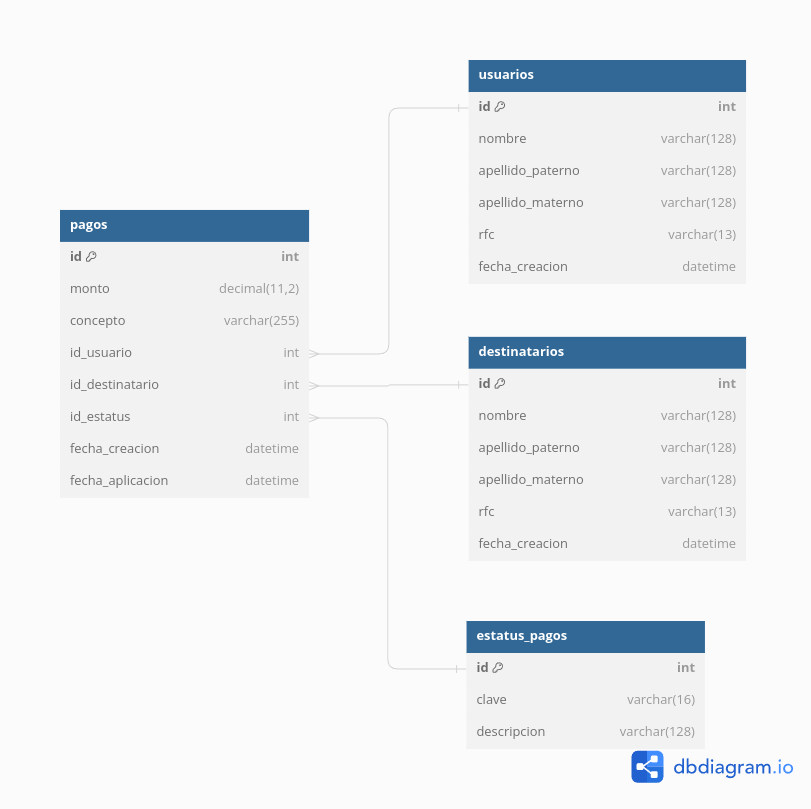 pagos
id int
monto decimal(11,2)
concepto varchar(255)
id_usuario int
id_destinatario int
id_estatus int
fecha_creacion datetime
fecha_aplicacion datetime
usuarios
id int
nombre varchar(128)
apellido_paterno varchar(128)
apellido_materno varchar(128)
rfc varchar(13)
fecha_creacion datetime
destinatarios
id int
nombre varchar(128)
apellido_paterno varchar(128)
apellido_materno varchar(128)
rfc varchar(13)
fecha_creacion datetime
estatus_pagos
id int
clave varchar(16)
descripcion varchar(128)
dbdiagram.io